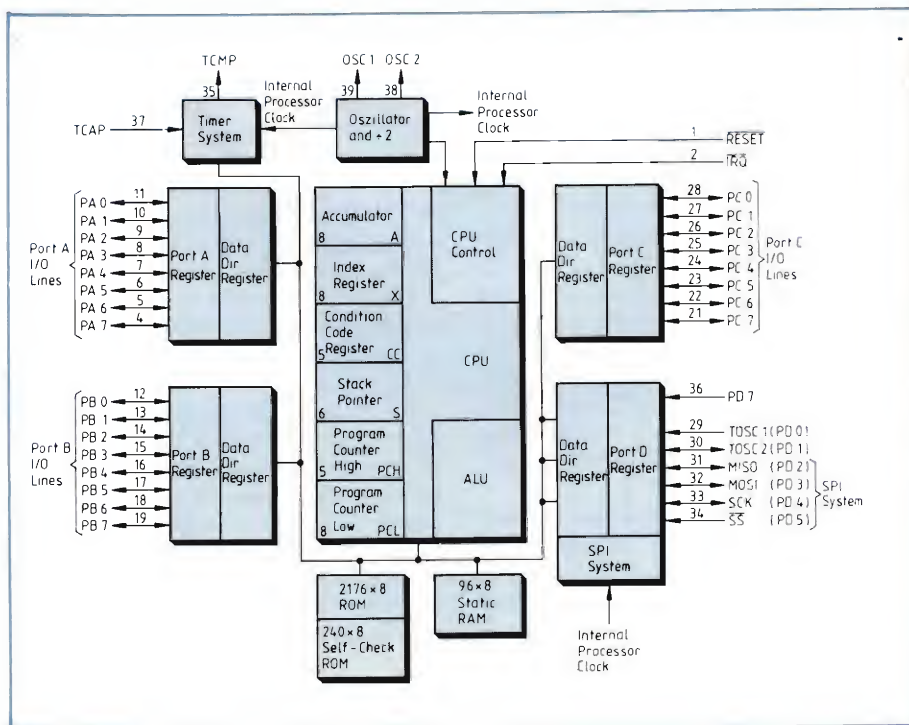 TCMP
OSC1 OSC2
35
39
38
Internal
Processor
Clock
Internal
Processor
Clock
TCAP
37
Timer
System
Oszillator
and ÷ 2
1
RESET
2
IRQ
Port A
I/O
Lines
PA 0 11
PA 1 10
PA 2 9
PA 3 8
PA 4 7
PA 5 6
PA 6 5
PA 7 4
Port A
Register
Data
Dir
Register
Accumulator
8 A
Index
Register
8 X
Condition
Code
Register
5 CC
Stack
Pointer
6 S
Program
Counter
High
5 PCH
Program
Counter
Low
8 PCL
CPU
Control
CPU
ALU
Data
Dir
Register
Port C
Register
28 PC 0
27 PC 1
26 PC 2
25 PC 3
24 PC 4
23 PC 5
22 PC 6
21 PC 7
Port C
I/O
Lines
Port B
I/O
Lines
PB 0 12
PB 1 13
PB 2 14
PB 3 15
PB 4 16
PB 5 17
PB 6 18
PB 7 19
Port B
Register
Data
Dir
Register
Data
Dir
Register
Port D
Register
SPI
System
36 PD 7
29 TOSC 1 (PD 0)
30 TOSC 2 (PD 1)
31 MISO (PD 2)
32 MOSI (PD 3)
33 SCK (PD 4)
34 SS (PD 5)
SPI
System
2176×8
ROM
240×8
Self-Check
ROM
96×8
Static
RAM
Internal
Processor
Clock